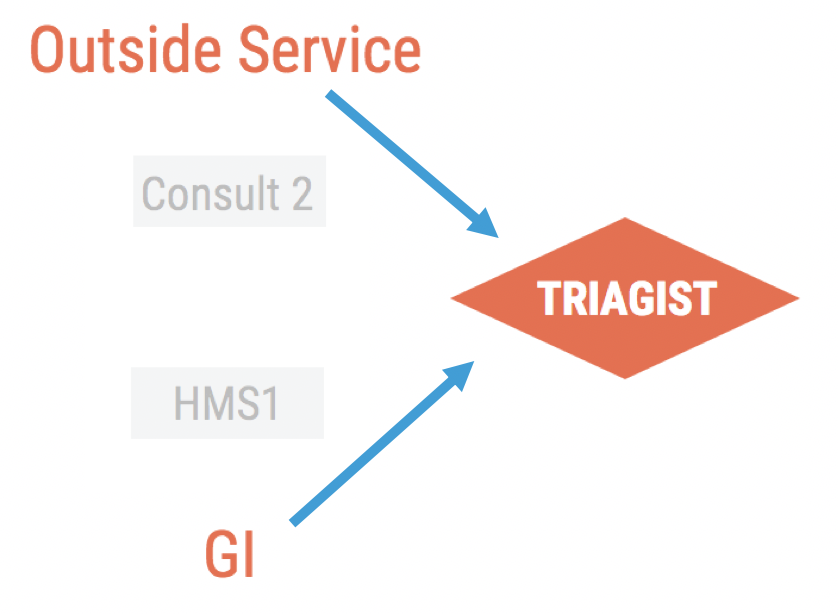 Outside Service
Consult 2
TRIAGIST
HMS1
GI